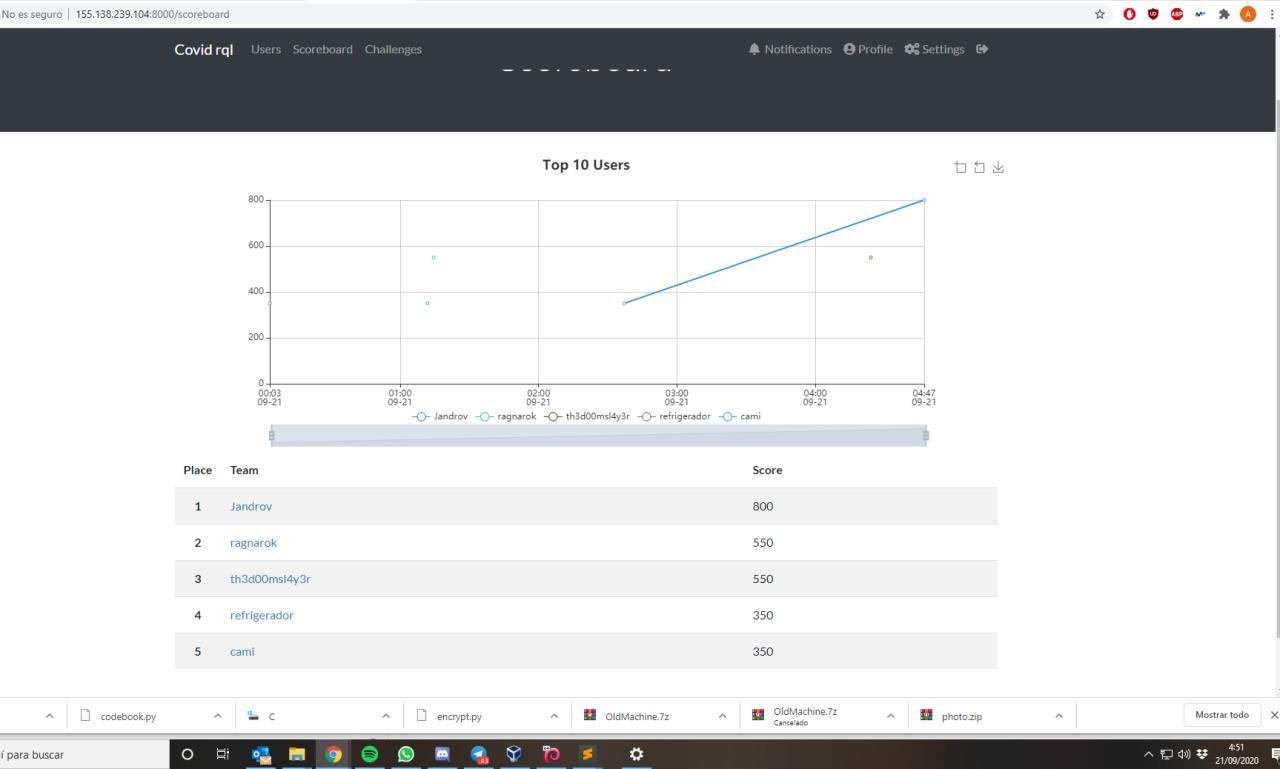 No es seguro | 155.138.239.104:8000/scoreboard
Covid rql Users Scoreboard Challenges Notifications Profile Settings
Scoreboard
Top 10 Users
800
600
400
200
0
00:03 01:00 02:00 03:00 04:00 04:47
09-21 09-21 09-21 09-21 09-21 09-21
Jandrov ragnarok th3d00msl4y3r refrigerador cami
Place Team Score
1 Jandrov 800
2 ragnarok 550
3 th3d00msl4y3r 550
4 refrigerador 350
5 cami 350
codebook.py C encrypt.py OldMachine.7z OldMachine.7z photo.zip Mostrar todo
Cancelado
í para buscar
4:51
21/09/2020